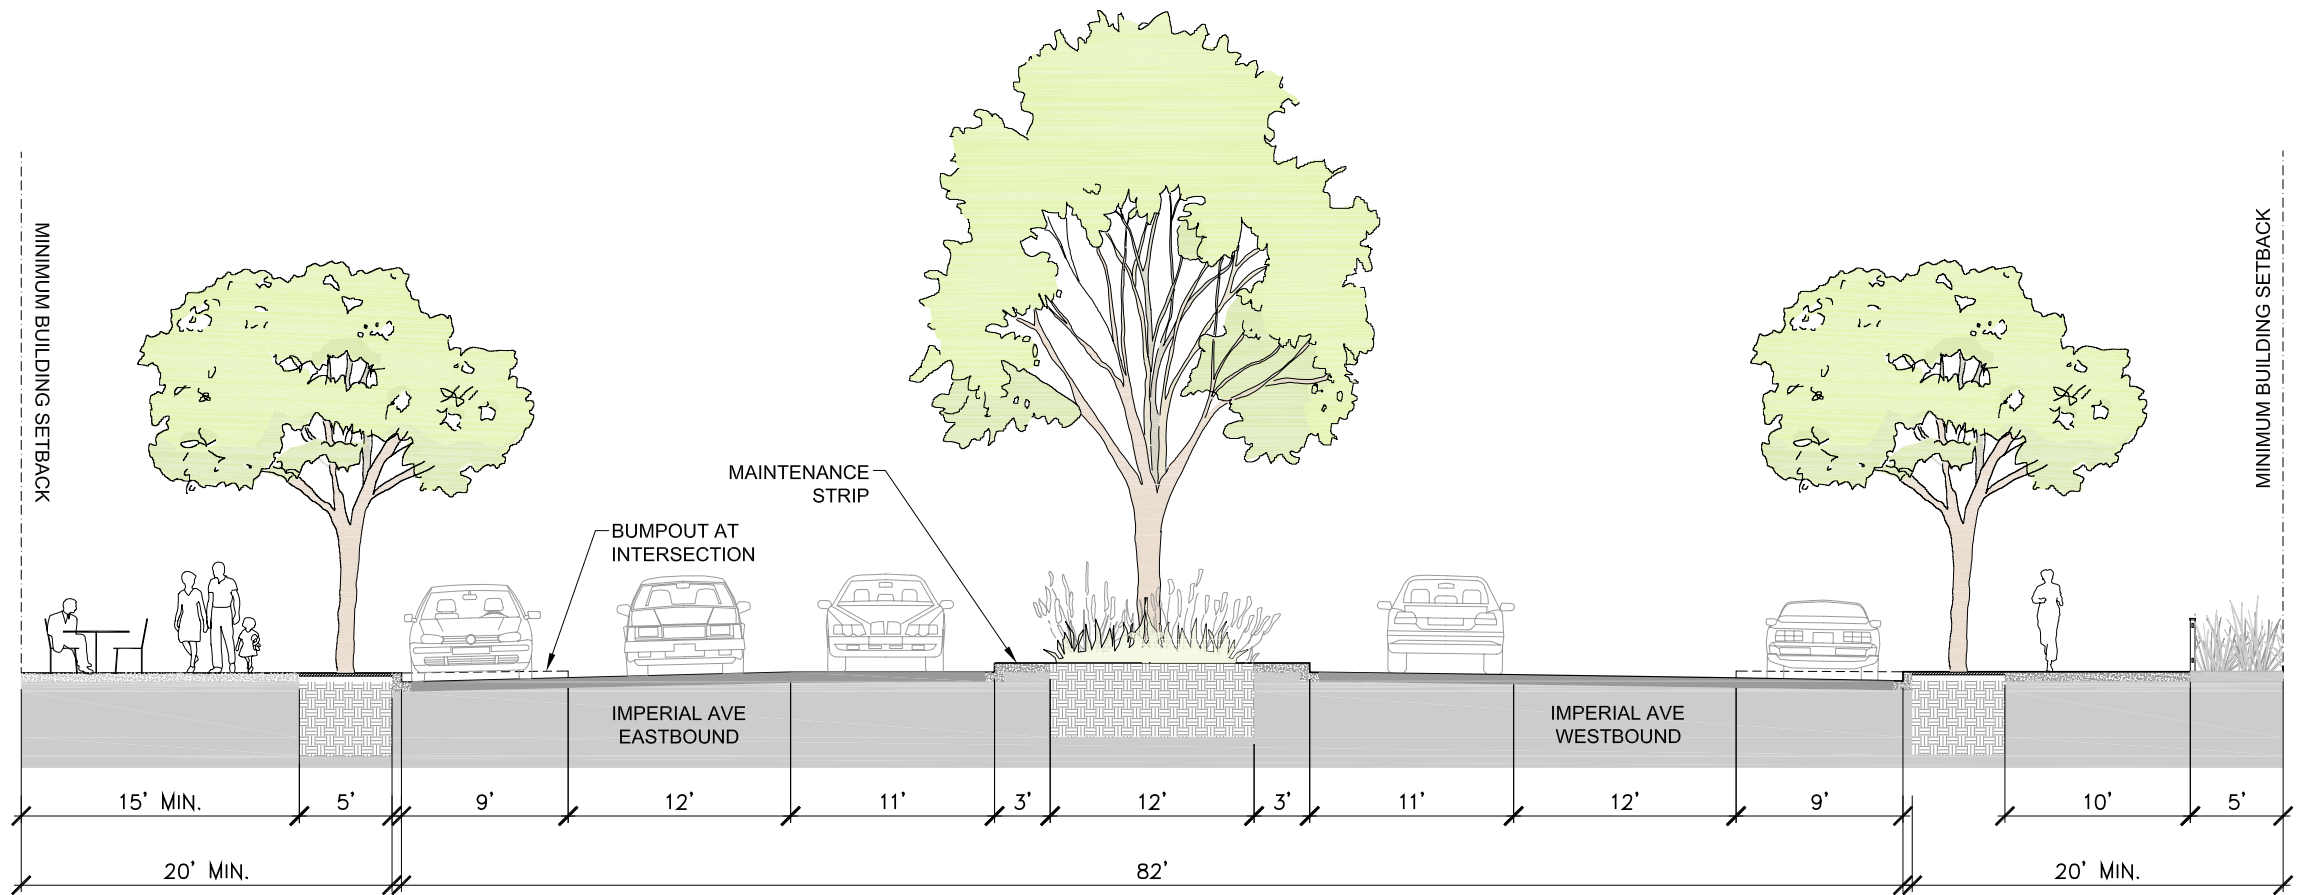 MINIMUM BUILDING SETBACK
MINIMUM BUILDING SETBACK
MAINTENANCE
STRIP
BUMPOUT AT
INTERSECTION
IMPERIAL AVE
EASTBOUND
IMPERIAL AVE
WESTBOUND
15' MIN.
5'
9'
12'
11'
3'
12'
3'
11'
12'
9'
10'
5'
20' MIN.
82'
20' MIN.